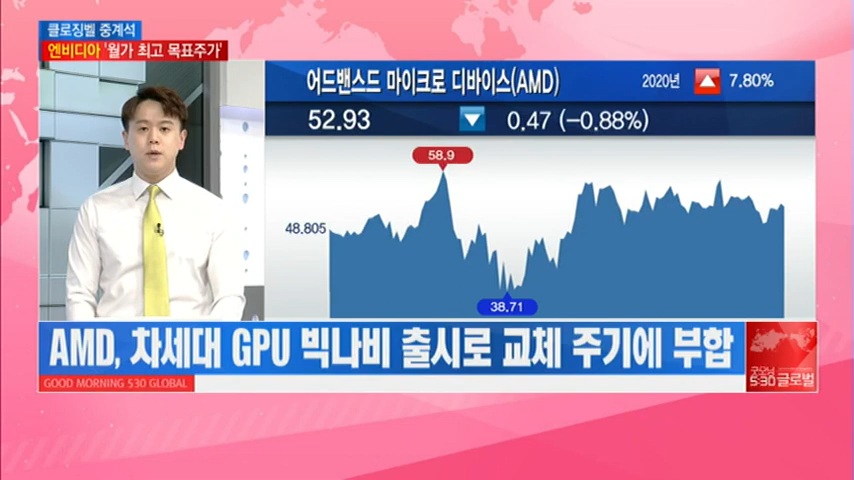 클로징벨 중계석
엔비디아 '월가 최고 목표주가'
어드밴스드 마이크로 디바이스(AMD)
2020년 ▲ 7.80%
52.93 ▼ 0.47 (-0.88%)
58.9
48.805
38.71
AMD, 차세대 GPU 빅나비 출시로 교체 주기에 부합
GOOD MORNING 530 GLOBAL
굿모닝
5:30 글로벌